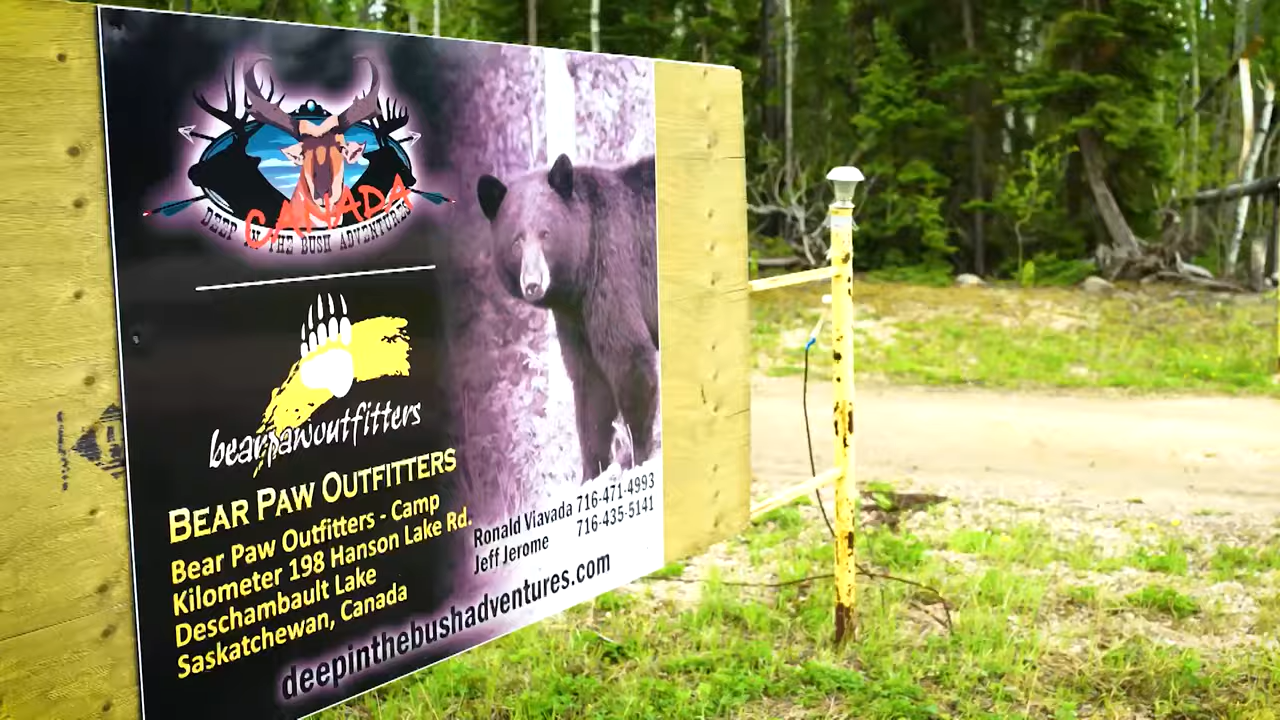 CANADA
DEEP IN THE BUSH ADVENTURES
bearpawoutfitters
BEAR PAW OUTFITTERS
Bear Paw Outfitters - Camp
Kilometer 198 Hanson Lake Rd.
Deschambault Lake
Saskatchewan, Canada
Ronald Viavada 716-471-4993
Jeff Jerome 716-435-5141
deepinthebushadventures.com